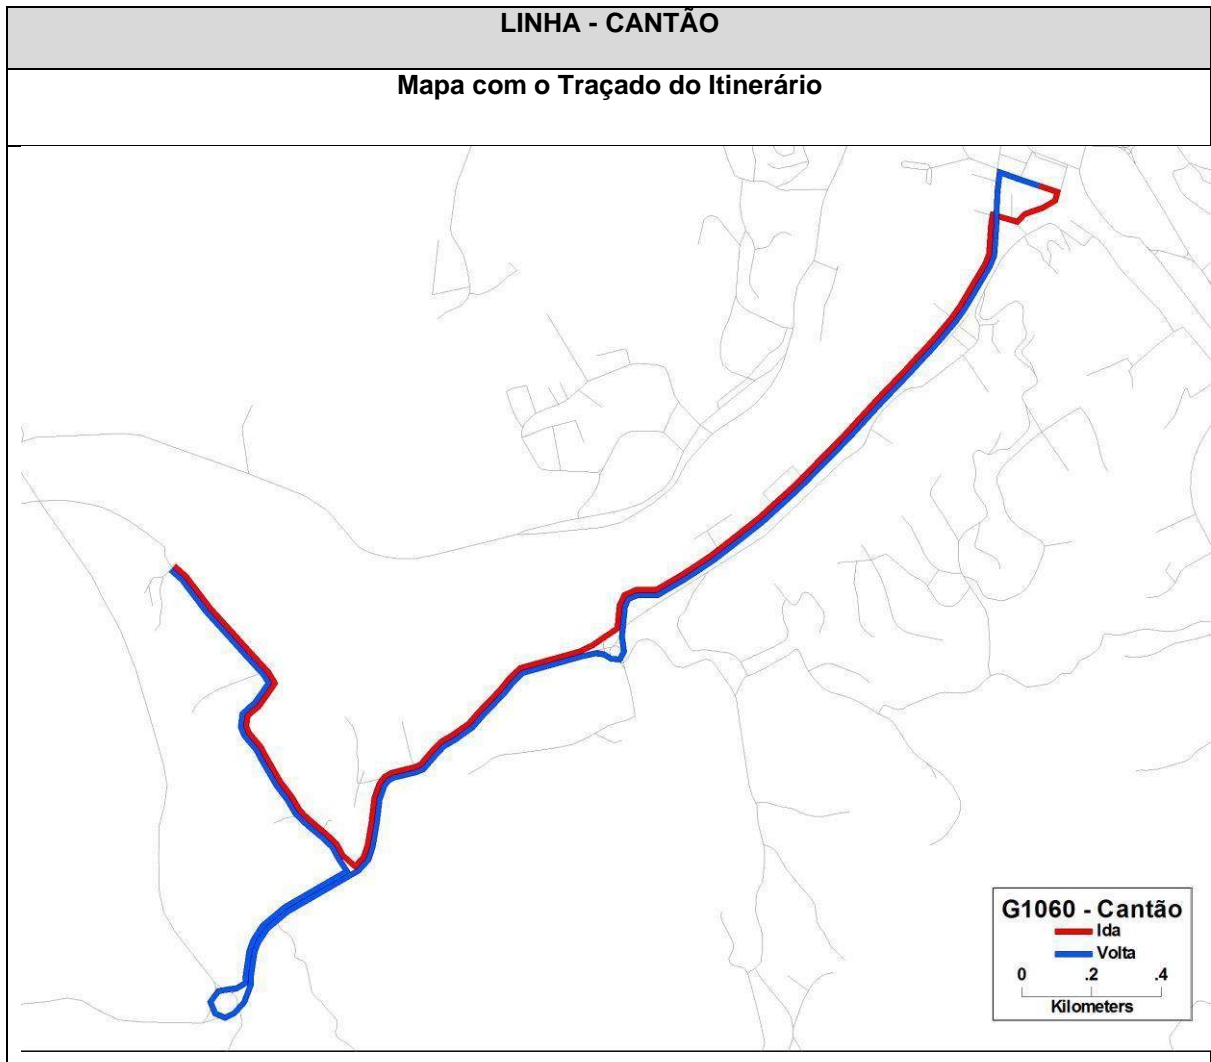 LINHA - CANTÃO
Mapa com o Traçado do Itinerário
G1060 - Cantão
Ida
Volta
0 .2 .4
Kilometers